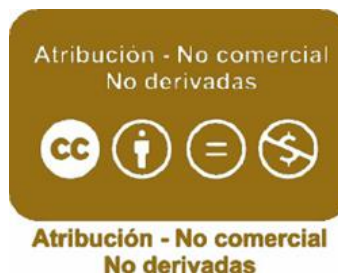 Atribución - No comercial
No derivadas
cc
Atribución - No comercial
No derivadas